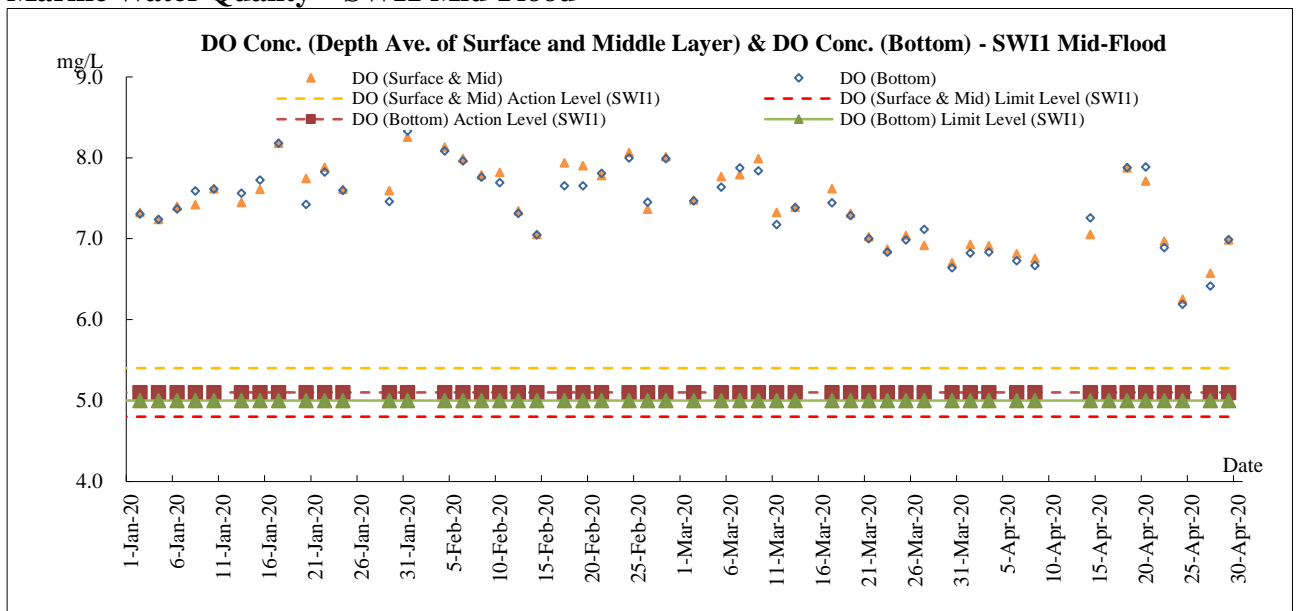 DO Conc. (Depth Ave. of Surface and Middle Layer) & DO Conc. (Bottom) - SWI1 Mid-Flood
mg/L
DO (Surface & Mid)
DO (Bottom)
DO (Surface & Mid) Action Level (SWI1)
DO (Surface & Mid) Limit Level (SWI1)
DO (Bottom) Action Level (SWI1)
DO (Bottom) Limit Level (SWI1)
9.0
8.0
7.0
6.0
5.0
4.0
Date
1-Jan-20
6-Jan-20
11-Jan-20
16-Jan-20
21-Jan-20
26-Jan-20
31-Jan-20
5-Feb-20
10-Feb-20
15-Feb-20
20-Feb-20
25-Feb-20
1-Mar-20
6-Mar-20
11-Mar-20
16-Mar-20
21-Mar-20
26-Mar-20
31-Mar-20
5-Apr-20
10-Apr-20
15-Apr-20
20-Apr-20
25-Apr-20
30-Apr-20